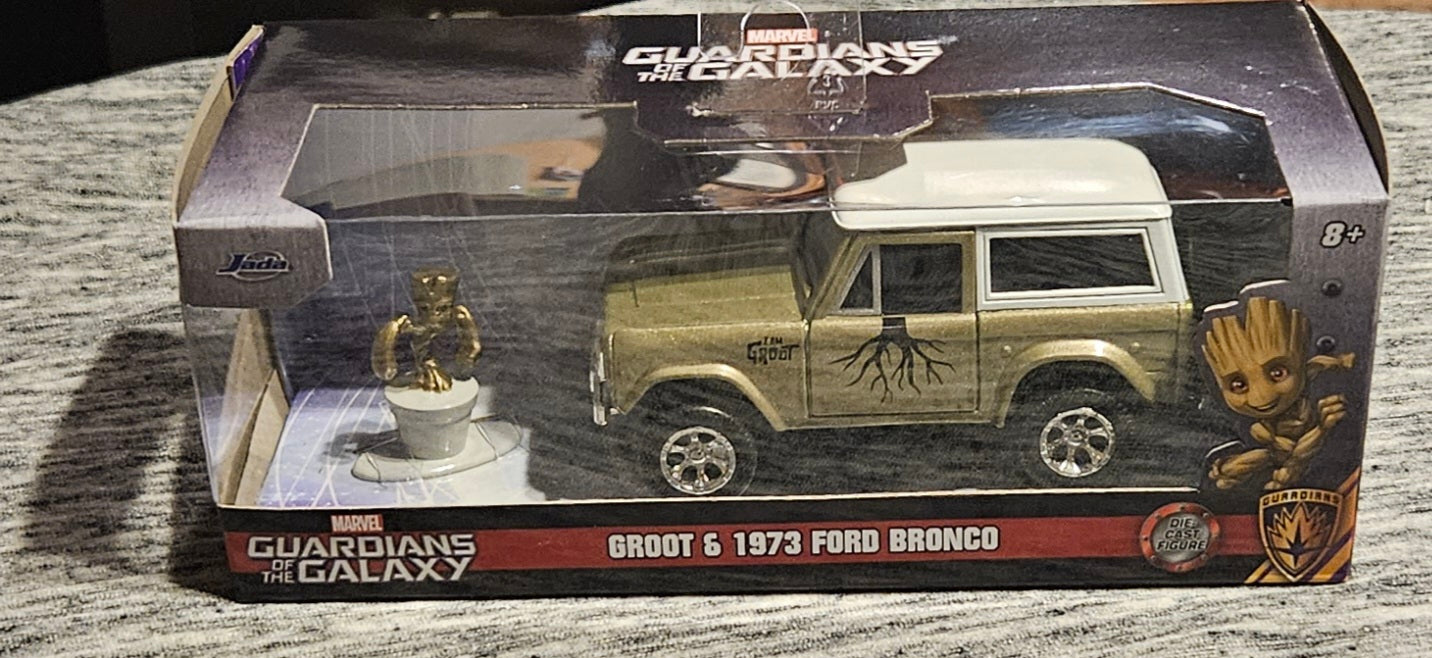 MARVEL
GUARDIANS
OF
THE GALAXY
PVC
Jada
8+
I AM
GROOT
MARVEL
GUARDIANS
OF
THE GALAXY
GROOT & 1973 FORD BRONCO
DIE
CAST
FIGURE
GUARDIANS